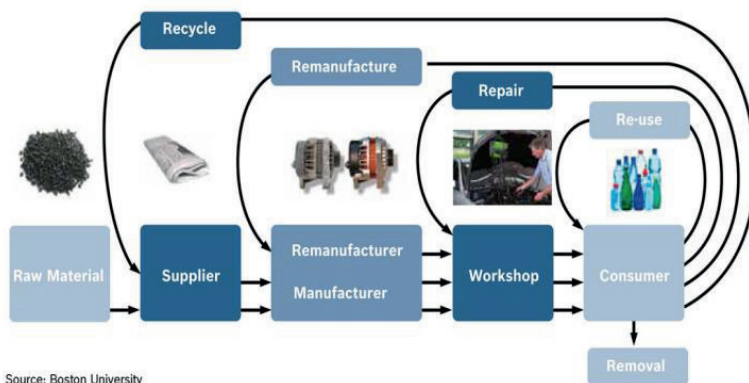 Recycle
Remanufacture
Repair
Re-use
Raw Material
Supplier
Remanufacturer
Manufacturer
Workshop
Consumer
Removal
Source: Boston University